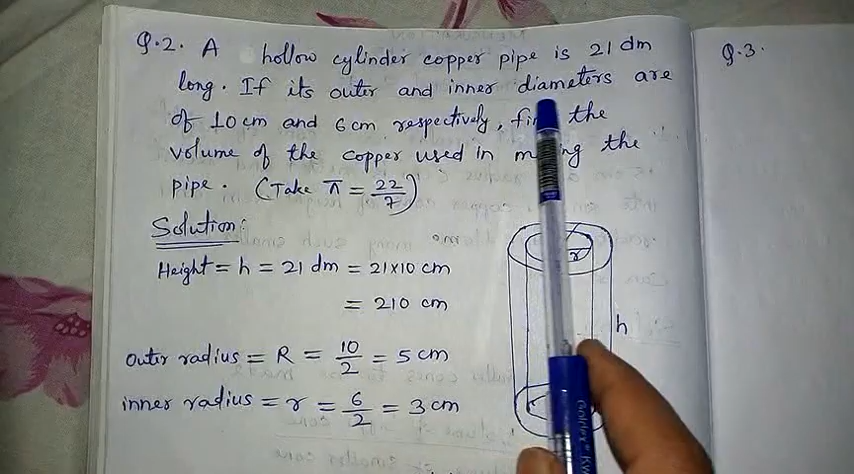 Q.2. A hollow cylinder copper pipe is 21 dm
long. If its outer and inner diameters are
of 10 cm and 6 cm respectively, the
volume of the copper used in the
pipe. (Take π = 22/7)
Solution:
Height = h = 21 dm = 21×10 cm
= 210 cm
outer radius = R = 10/2 = 5 cm
inner radius = r = 6/2 = 3 cm
r
h
Q.3.